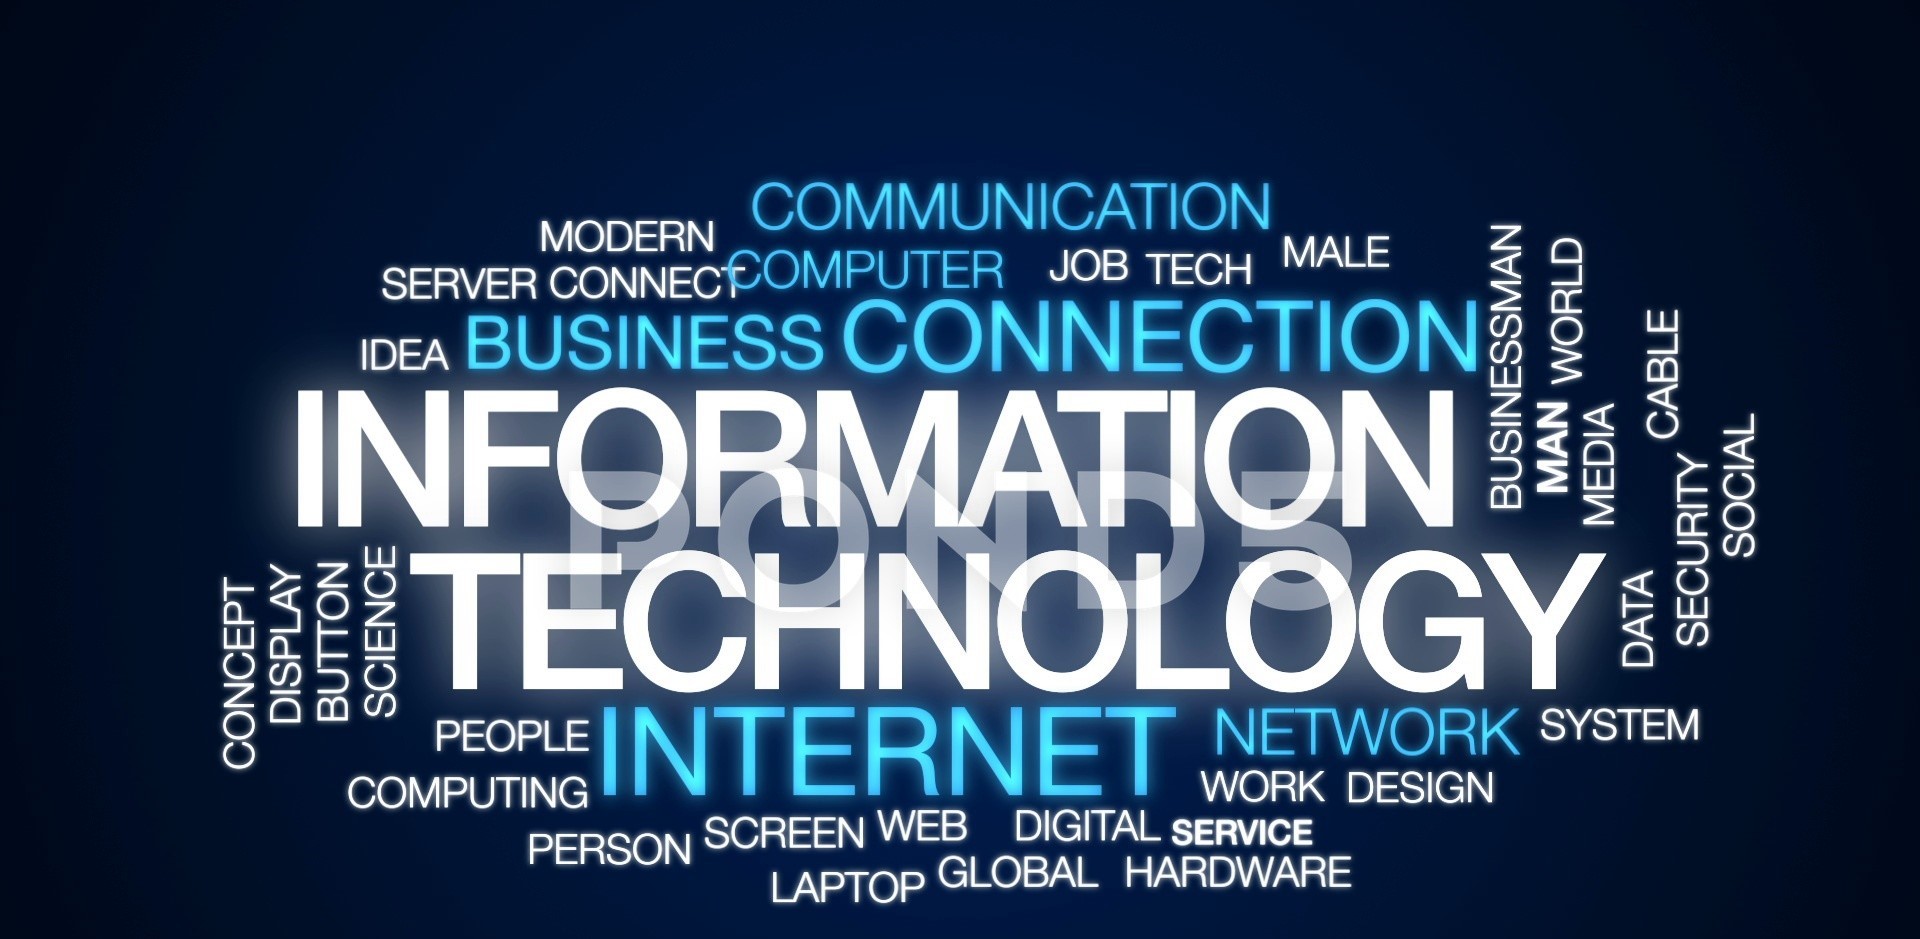 COMMUNICATION
MODERN
COMPUTER
JOB
TECH
MALE
SERVER
CONNECT
IDEA
BUSINESS
CONNECTION
BUSINESSMAN
MAN
WORLD
MEDIA
CABLE
SECURITY
SOCIAL
DATA
INFORMATION
POND5
TECHNOLOGY
CONCEPT
DISPLAY
BUTTON
SCIENCE
PEOPLE
INTERNET
NETWORK
SYSTEM
COMPUTING
WORK
DESIGN
PERSON
SCREEN
WEB
DIGITAL
SERVICE
LAPTOP
GLOBAL
HARDWARE